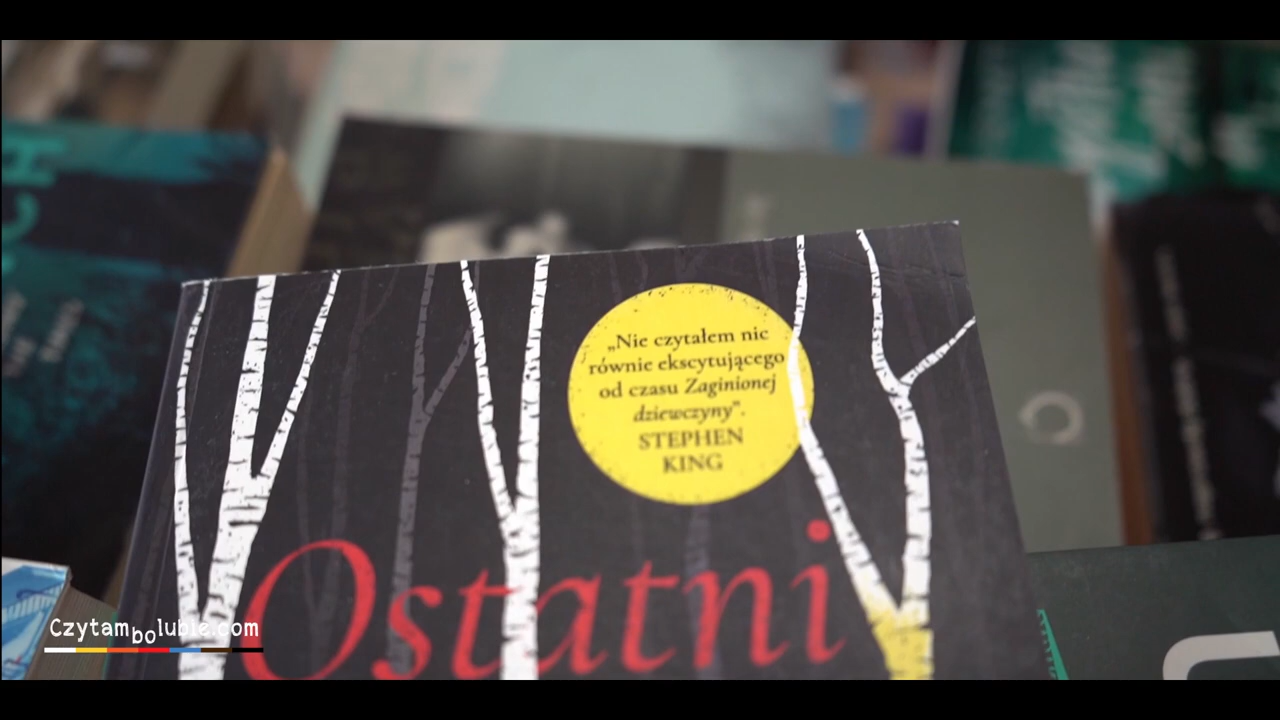 „Nie czytałem nic
równie ekscytującego
od czasu Zaginionej
dziewczyny”.
STEPHEN
KING
Ostatni
Czytambolubie.com